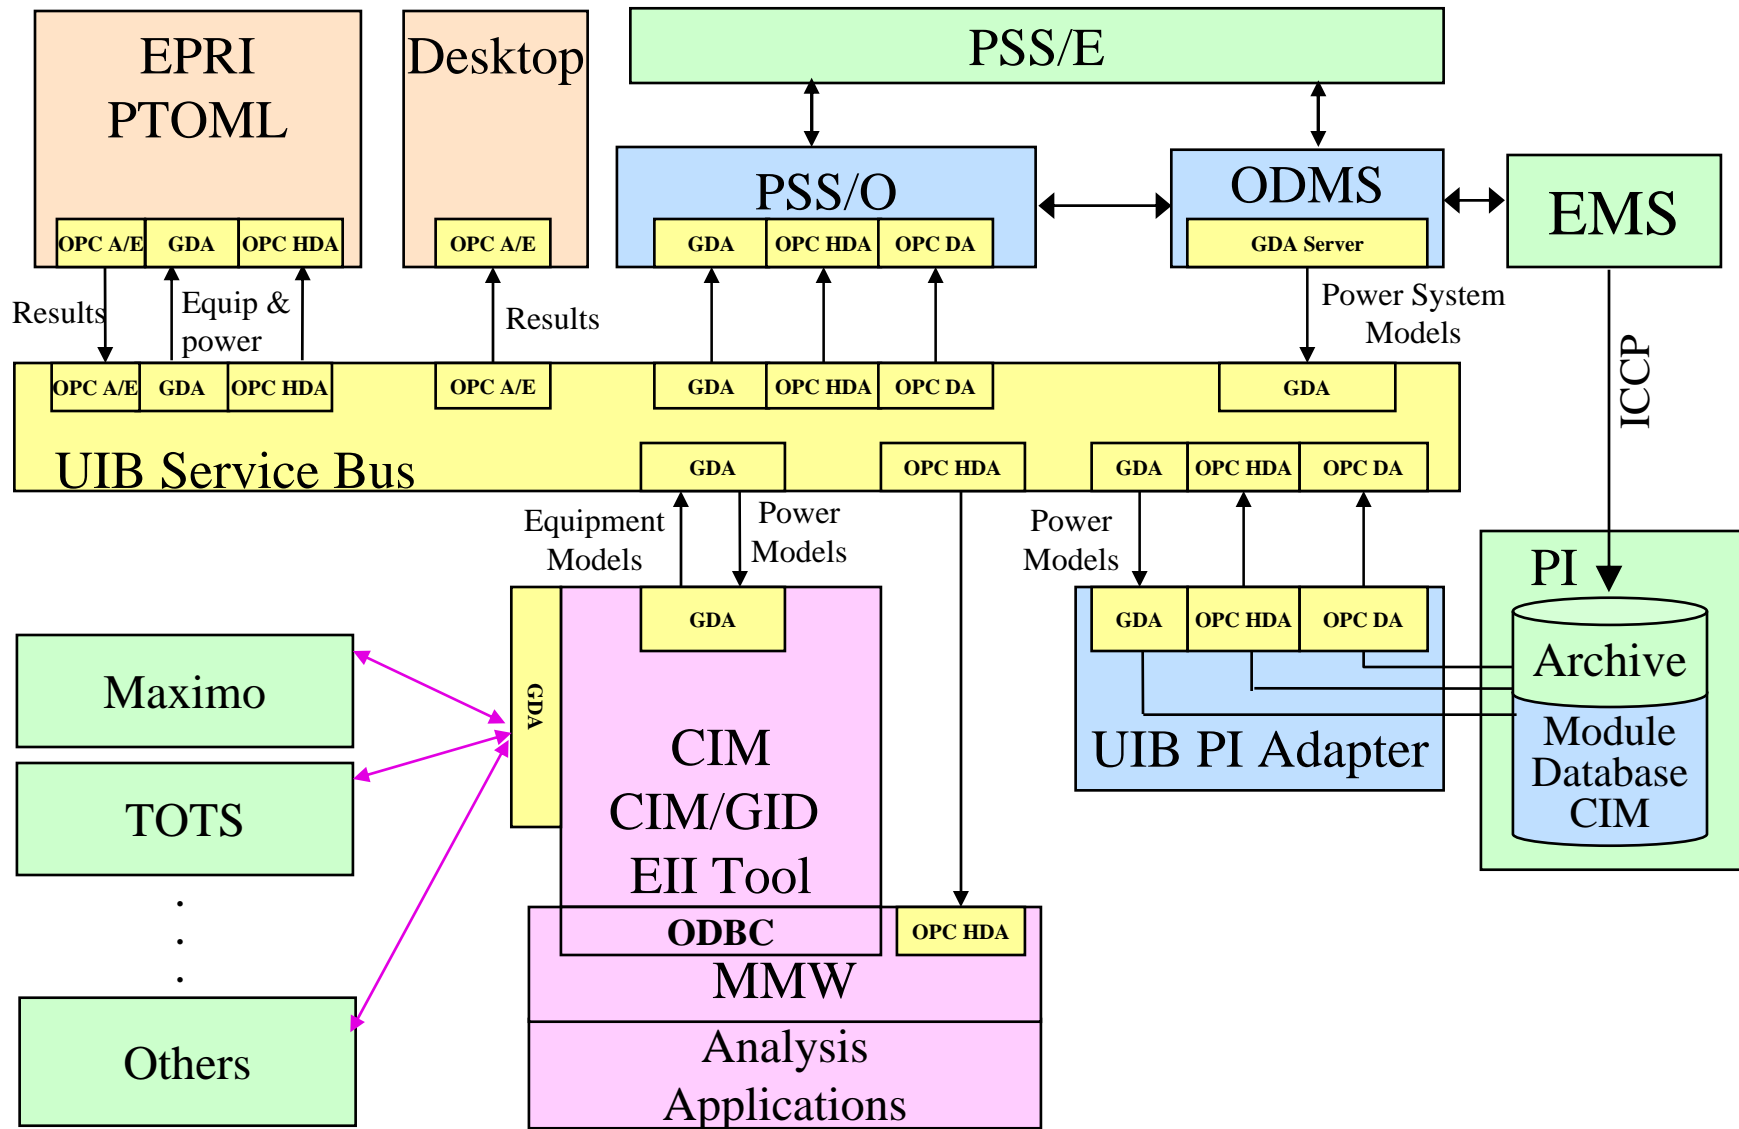 EPRI
PTOML
Desktop
PSS/E
PSS/O
ODMS
EMS
OPC A/E
GDA
OPC HDA
OPC A/E
GDA
OPC HDA
OPC DA
GDA Server
Results
Equip &
power
Results
Power System
Models
ICCP
OPC A/E
GDA
OPC HDA
OPC A/E
GDA
OPC HDA
OPC DA
GDA
UIB Service Bus
GDA
OPC HDA
GDA
OPC HDA
OPC DA
Equipment
Models
Power
Models
Power
Models
PI
GDA
GDA
OPC HDA
OPC DA
Archive
Module
Database
CIM
UIB PI Adapter
Maximo
TOTS
.
.
.
Others
GDA
CIM
CIM/GID
EII Tool
ODBC
OPC HDA
MMW
Analysis
Applications